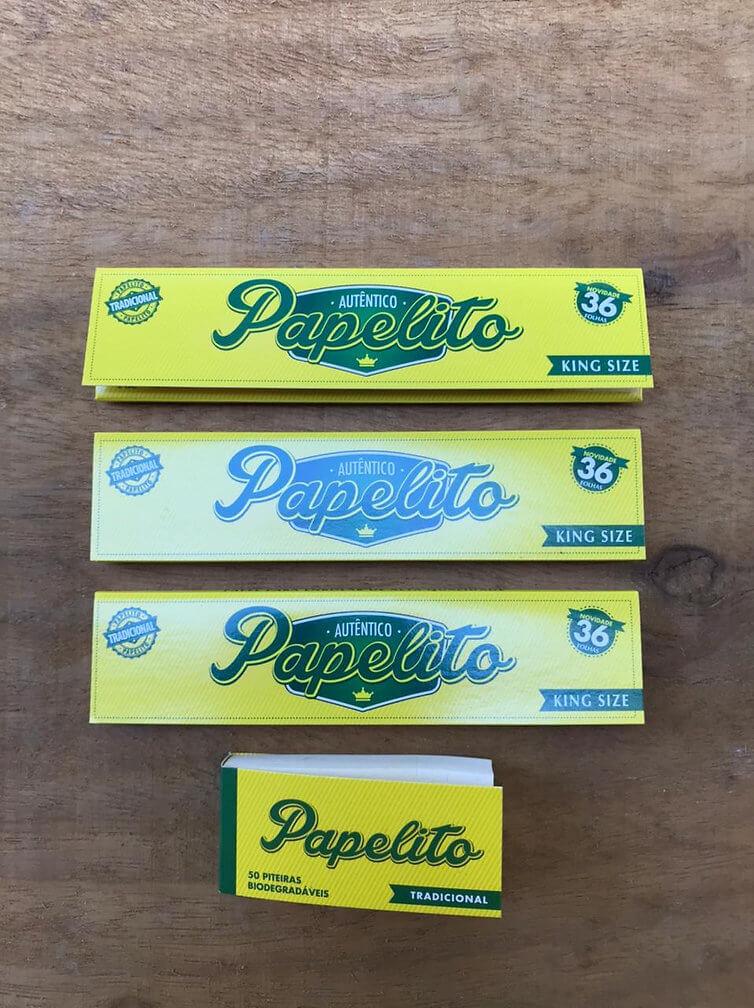 PAPELITO
TRADICIONAL
PAPELITO
AUTÊNTICO
Papelito
NOVIDADE
36
FOLHAS
KING SIZE
PAPELITO
TRADICIONAL
PAPELITO
AUTÊNTICO
Papelito
NOVIDADE
36
FOLHAS
KING SIZE
PAPELITO
TRADICIONAL
PAPELITO
AUTÊNTICO
Papelito
NOVIDADE
36
FOLHAS
KING SIZE
Papelito
50 PITEIRAS
BIODEGRADÁVEIS
TRADICIONAL